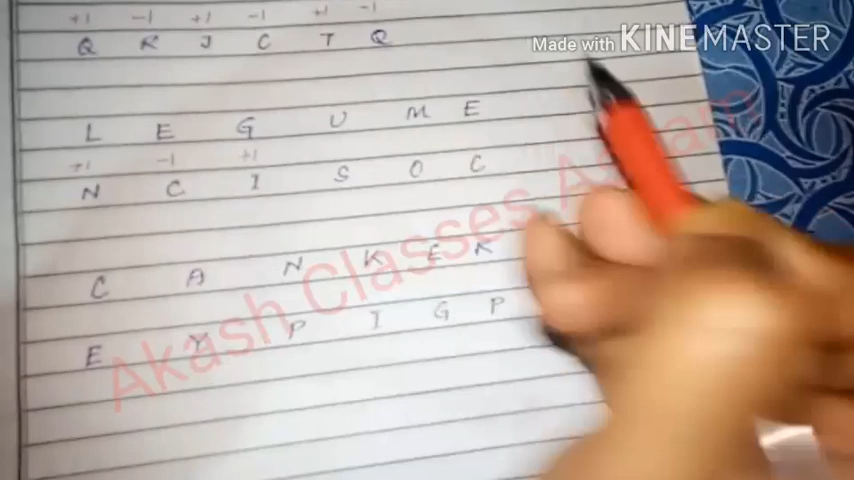 +1 -1 +1 -1 +1 -1
Q K J C T Q
Made with KINEMASTER
L E G U M E
+1 -1 +1
N C I S O C
C A N K E R
E Y P I G P
Akash Classes